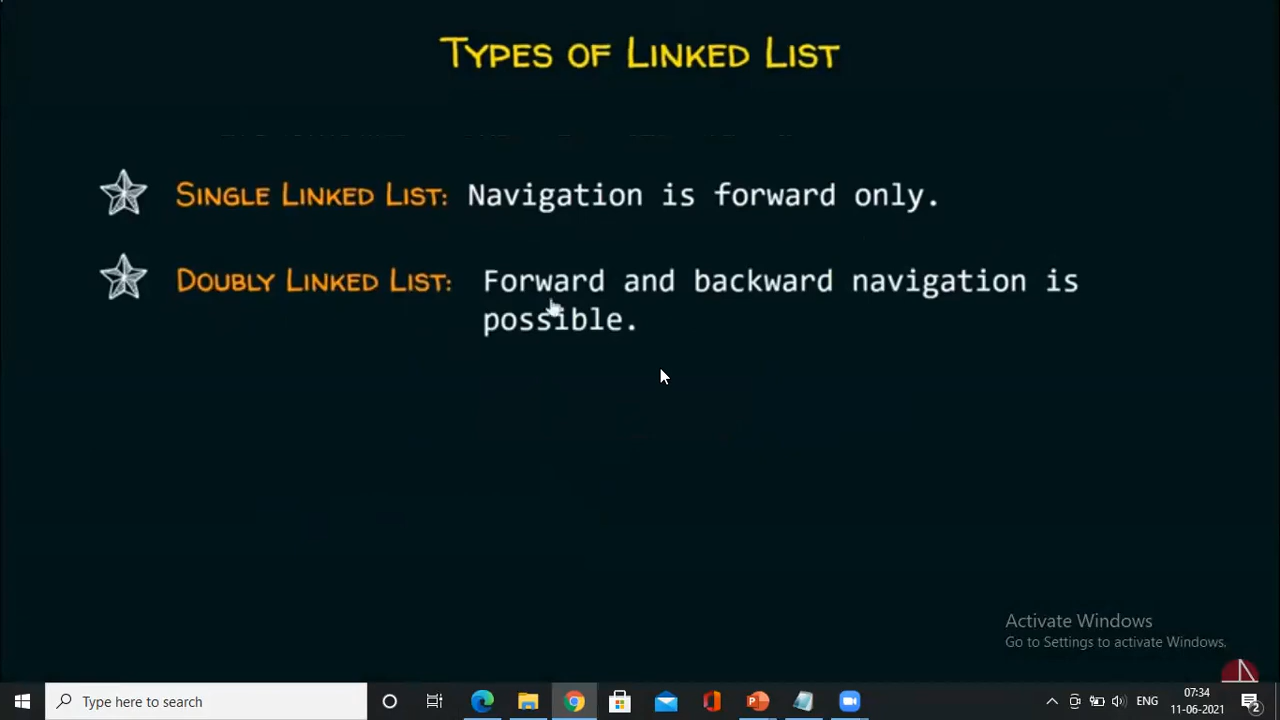 TYPES OF LINKED LIST
SINGLE LINKED LIST: Navigation is forward only.
DOUBLY LINKED LIST: Forward and backward navigation is
possible.
Activate Windows
Go to Settings to activate Windows.
Type here to search
ENG
07:34
11-06-2021
2